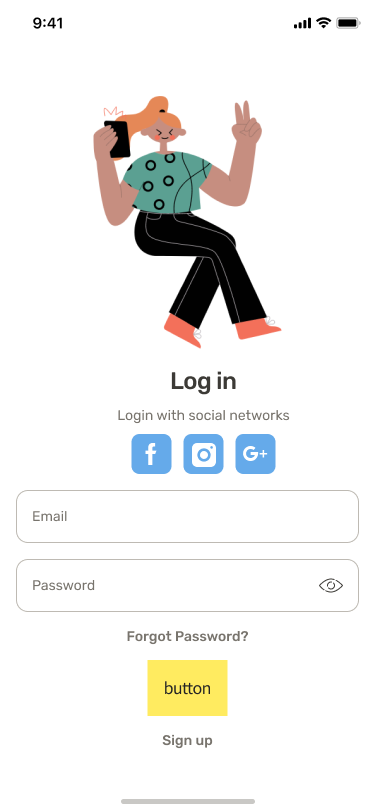 9:41
Log in
Login with social networks
f
G+
Email
Password
Forgot Password?
button
Sign up